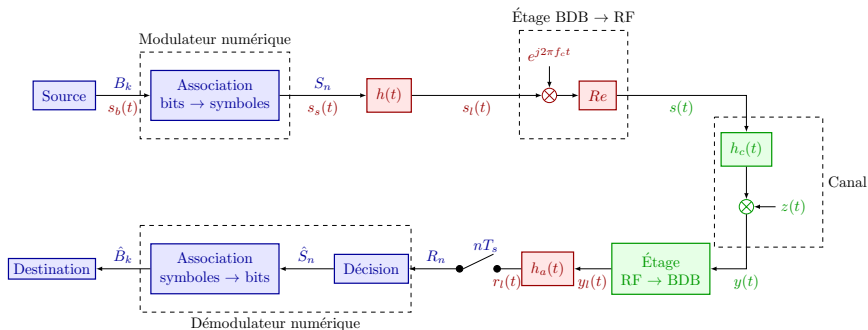 Étage BDB → RF
Modulateur numérique
e^{j2πf_ct}
Source
B_k
s_b(t)
Association
bits → symboles
S_n
s_s(t)
h(t)
s_l(t)
Re
s(t)
h_c(t)
Canal
z(t)
Destination
B̂_k
Association
symboles → bits
Ŝ_n
Décision
R_n
nT_s
r_l(t)
h_a(t)
y_l(t)
Étage
RF → BDB
y(t)
Démodulateur numérique